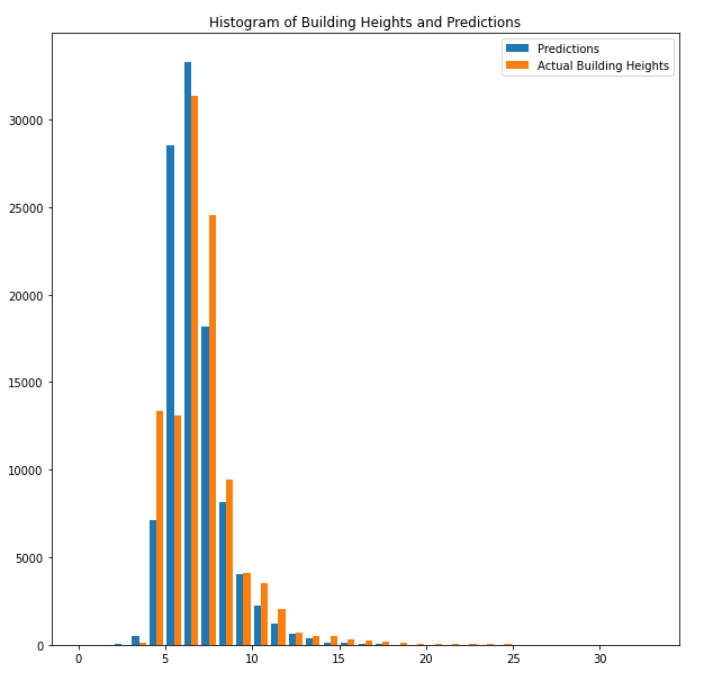 Histogram of Building Heights and Predictions
Predictions
Actual Building Heights
30000
25000
20000
15000
10000
5000
0
0 5 10 15 20 25 30